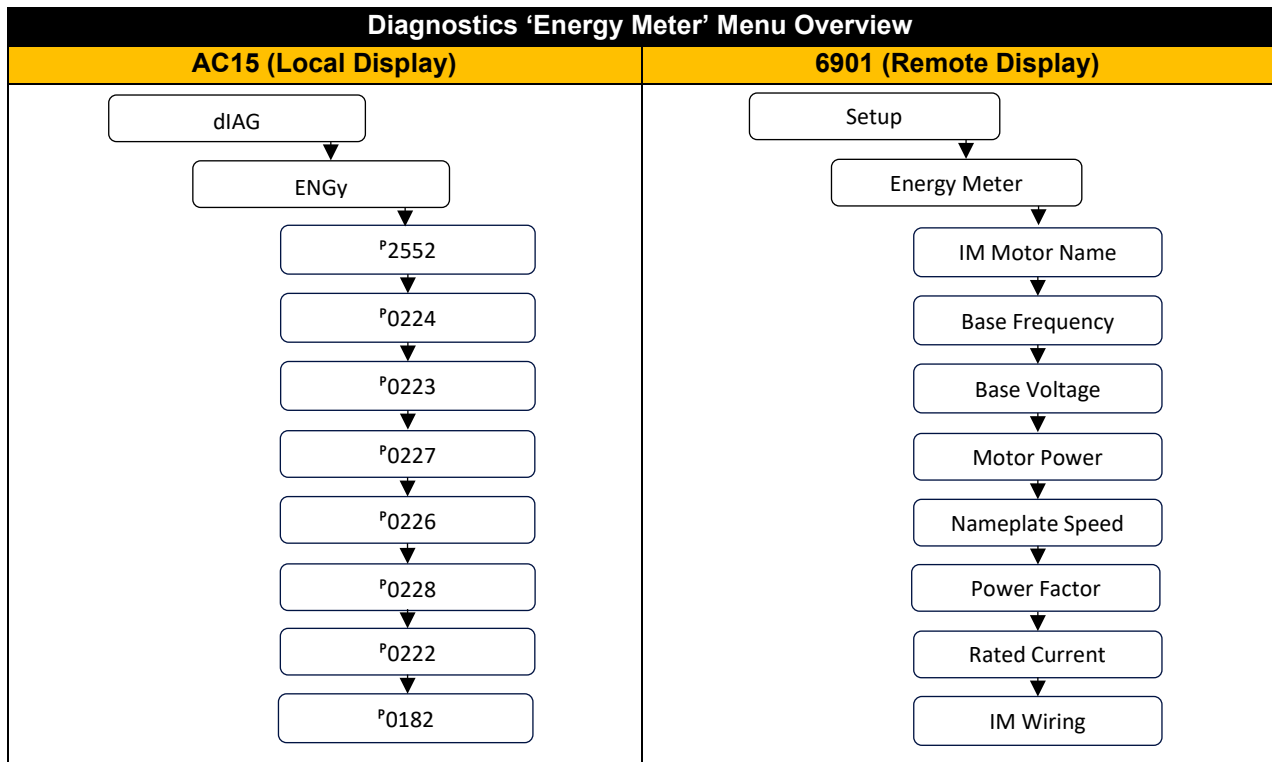 Diagnostics ‘Energy Meter’ Menu Overview
AC15 (Local Display)
6901 (Remote Display)
dIAG
ENGy
ᴾ2552
ᴾ0224
ᴾ0223
ᴾ0227
ᴾ0226
ᴾ0228
ᴾ0222
ᴾ0182
Setup
Energy Meter
IM Motor Name
Base Frequency
Base Voltage
Motor Power
Nameplate Speed
Power Factor
Rated Current
IM Wiring